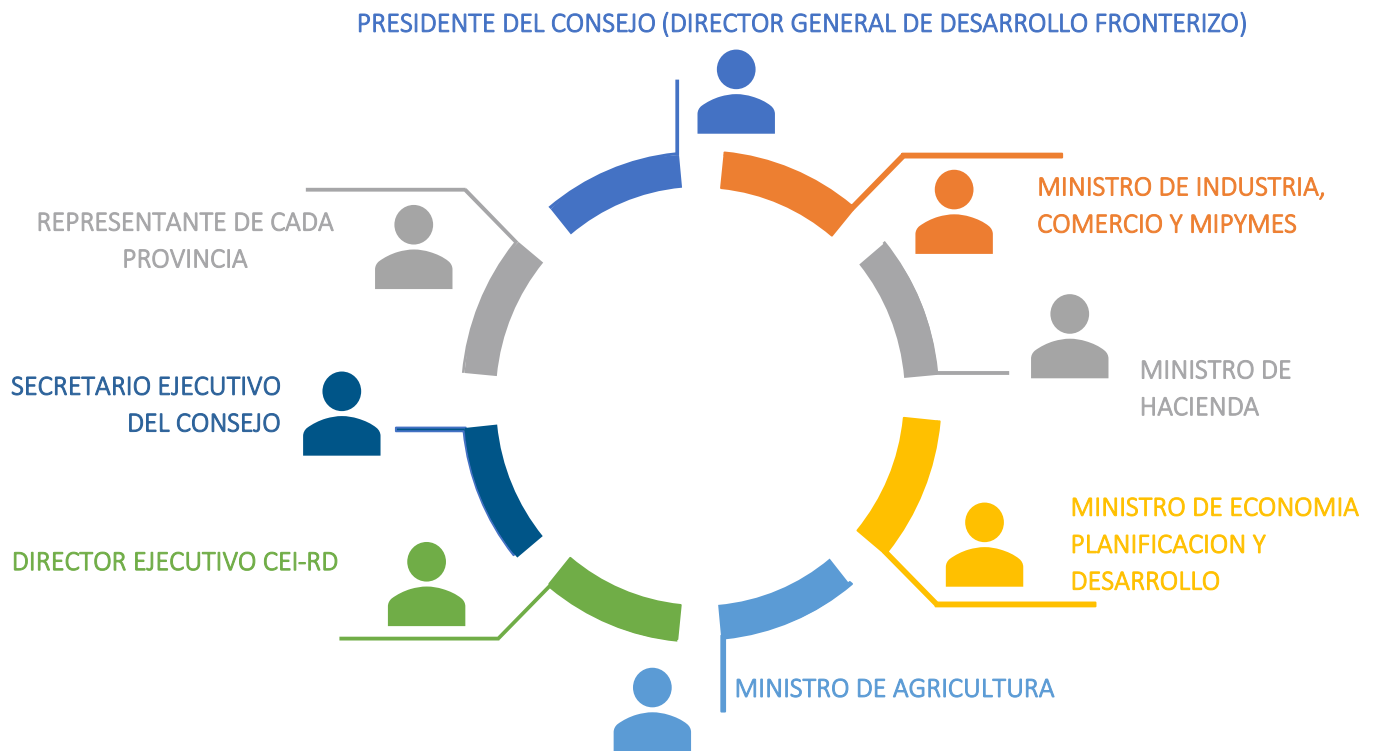 PRESIDENTE DEL CONSEJO (DIRECTOR GENERAL DE DESARROLLO FRONTERIZO)
MINISTRO DE INDUSTRIA,
COMERCIO Y MIPYMES
REPRESENTANTE DE CADA
PROVINCIA
MINISTRO DE
HACIENDA
SECRETARIO EJECUTIVO
DEL CONSEJO
MINISTRO DE ECONOMIA
PLANIFICACION Y
DESARROLLO
DIRECTOR EJECUTIVO CEI-RD
MINISTRO DE AGRICULTURA